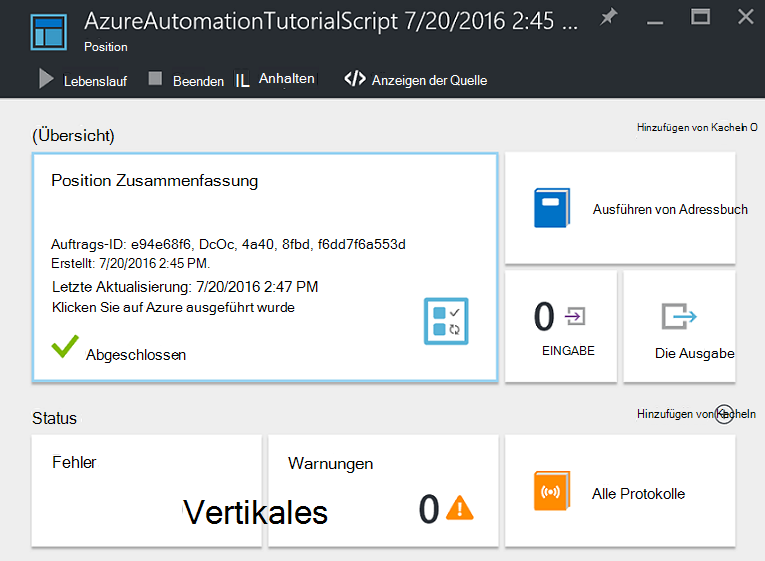 AzureAutomationTutorialScript 7/20/2016 2:45 ...
Position
Lebenslauf
Beenden
IL Anhalten
Anzeigen der Quelle
(Übersicht)
Hinzufügen von Kacheln O
Position Zusammenfassung
Auftrags-ID: e94e68f6, DcOc, 4a40, 8fbd, f6dd7f6a553d
Erstellt: 7/20/2016 2:45 PM.
Letzte Aktualisierung: 7/20/2016 2:47 PM
Klicken Sie auf Azure ausgeführt wurde
Abgeschlossen
Ausführen von Adressbuch
0
EINGABE
Die Ausgabe
Status
Hinzufügen von Kacheln
Fehler
Vertikales
Warnungen
0
Alle Protokolle